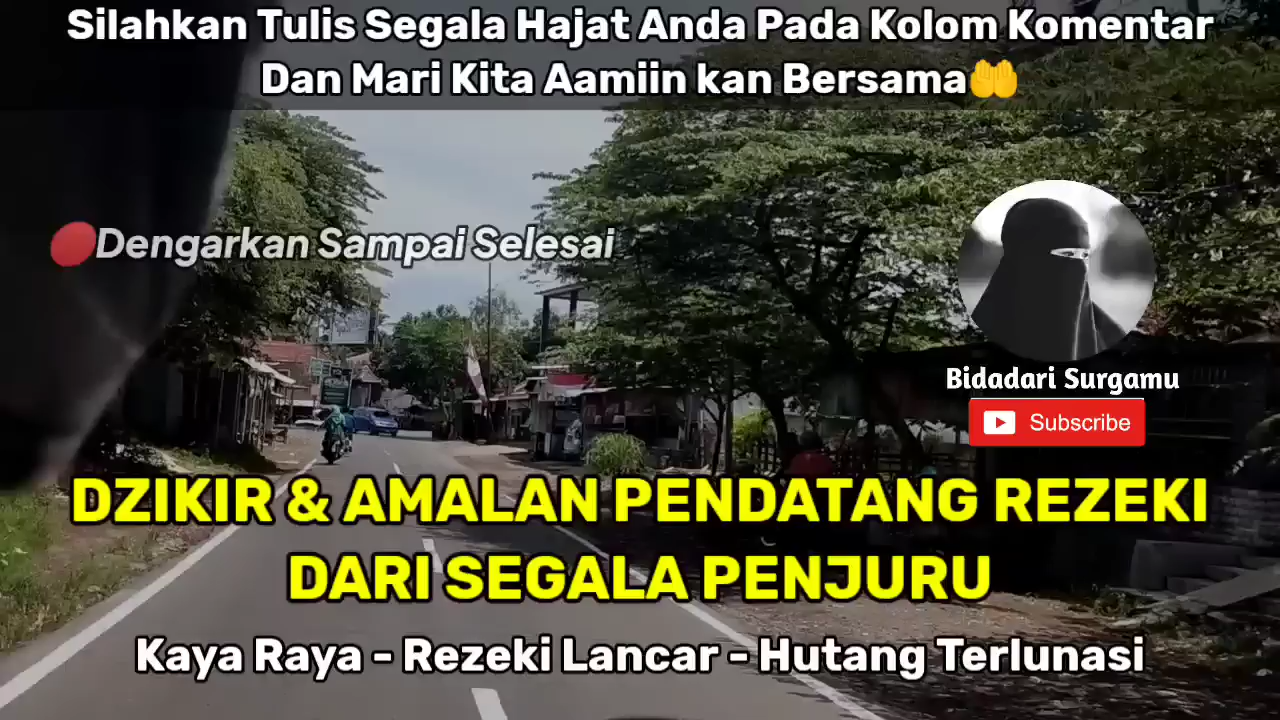 Silahkan Tulis Segala Hajat Anda Pada Kolom Komentar
Dan Mari Kita Aamiin kan Bersama🤲
🔴Dengarkan Sampai Selesai
Bidadari Surgamu
Subscribe
DZIKIR & AMALAN PENDATANG REZEKI
DARI SEGALA PENJURU
Kaya Raya - Rezeki Lancar - Hutang Terlunasi